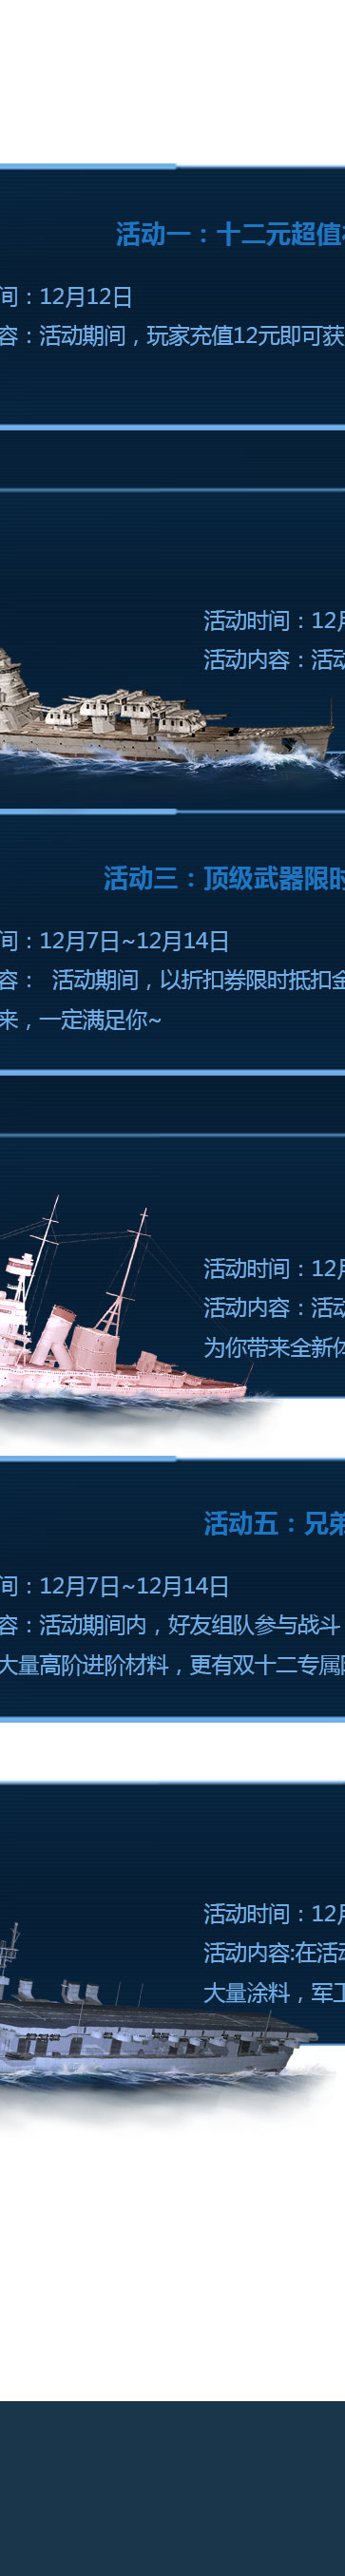 活动一：十二元超值
间：12月12日
容：活动期间，玩家充值12元即可获
活动时间：12月
活动内容：活动
活动三：顶级武器限时
间：12月7日~12月14日
容： 活动期间，以折扣券限时抵扣金
来，一定满足你~
活动时间：12月
活动内容：活动
为你带来全新体
活动五：兄弟
间：12月7日~12月14日
容：活动期间内，好友组队参与战斗
大量高阶进阶材料，更有双十二专属
活动时间：12月
活动内容:在活动
大量涂料，军工